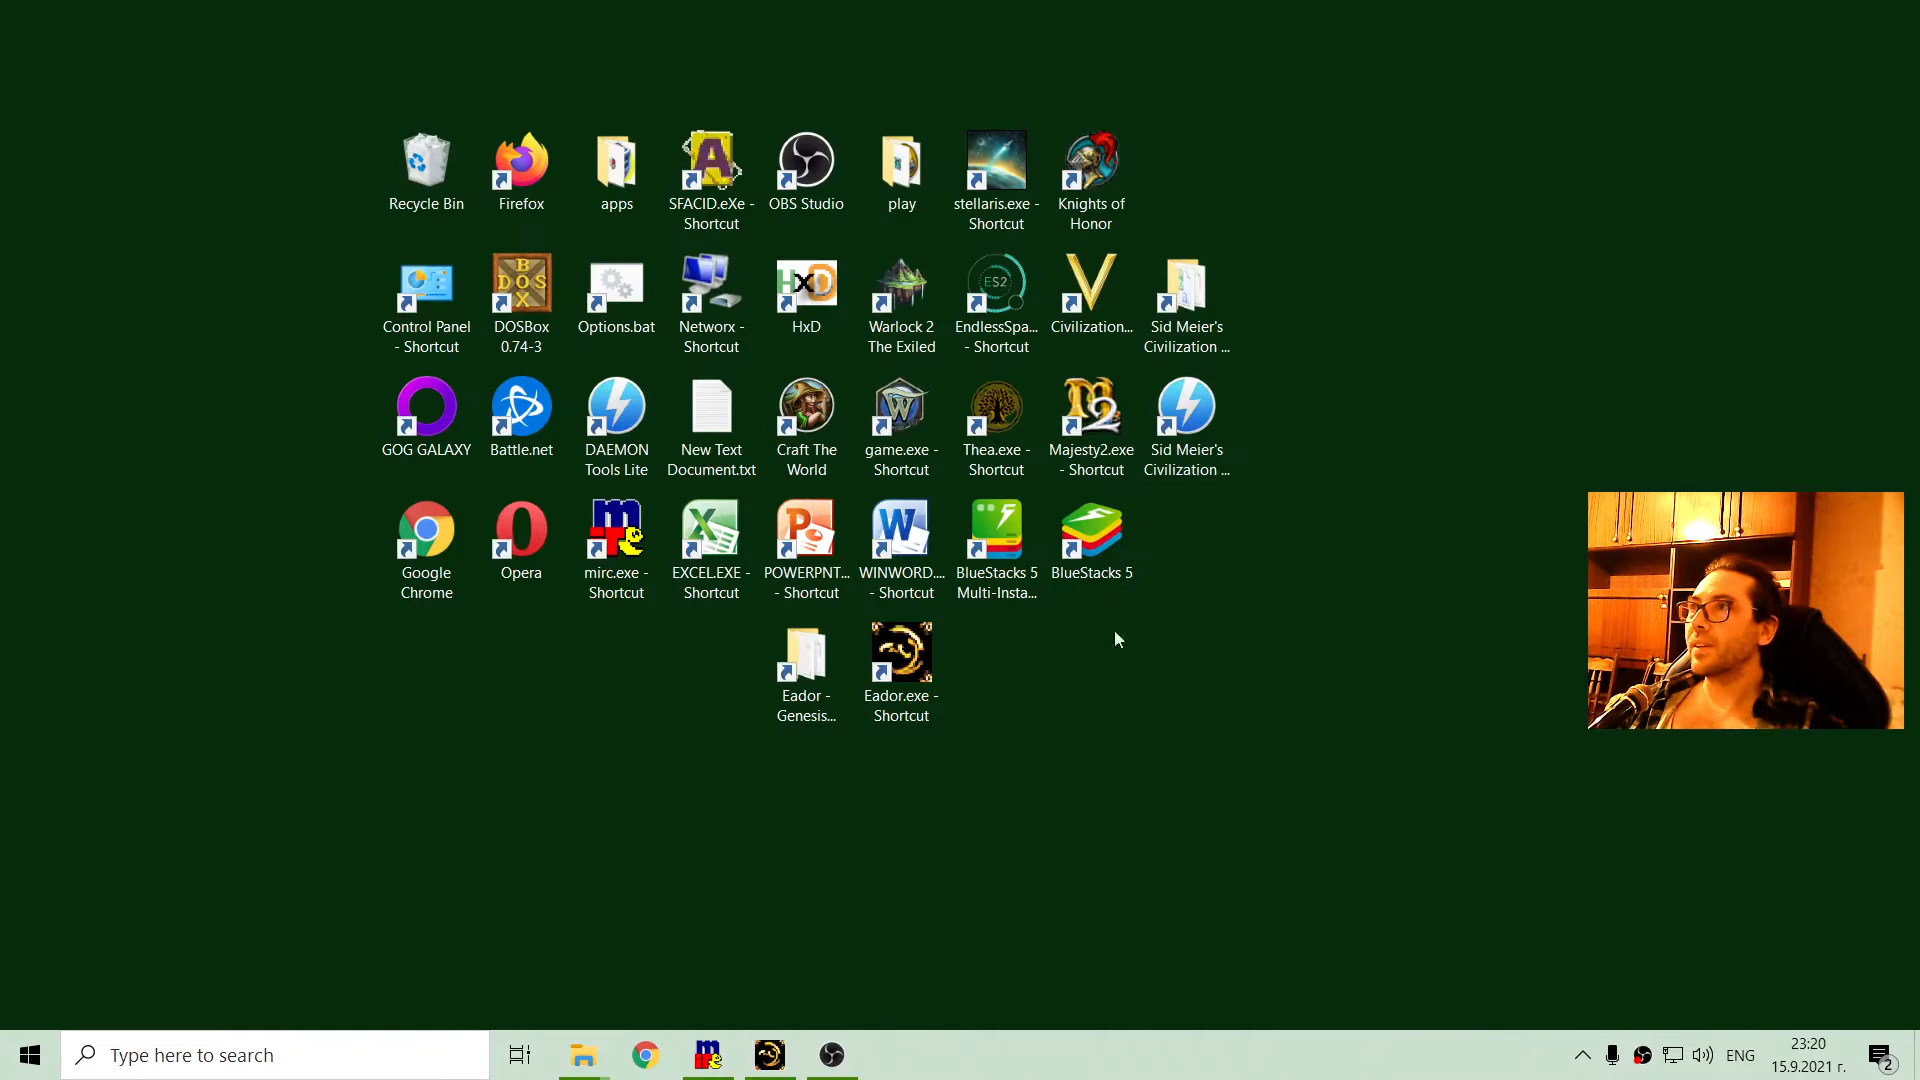 Recycle Bin
Firefox
apps
SFACID.eXe -
Shortcut
OBS Studio
play
stellaris.exe -
Shortcut
Knights of
Honor
Control Panel
- Shortcut
DOSBox
0.74-3
Options.bat
Networx -
Shortcut
HxD
Warlock 2
The Exiled
EndlessSpa...
- Shortcut
Civilization...
Sid Meier's
Civilization ...
GOG GALAXY
Battle.net
DAEMON
Tools Lite
New Text
Document.txt
Craft The
World
game.exe -
Shortcut
Thea.exe -
Shortcut
Majesty2.exe
- Shortcut
Sid Meier's
Civilization ...
Google
Chrome
Opera
mirc.exe -
Shortcut
EXCEL.EXE -
Shortcut
POWERPNT...
- Shortcut
WINWORD....
- Shortcut
BlueStacks 5
Multi-Insta...
BlueStacks 5
Eador -
Genesis...
Eador.exe -
Shortcut
Type here to search
ENG
23:20
15.9.2021 г.
2